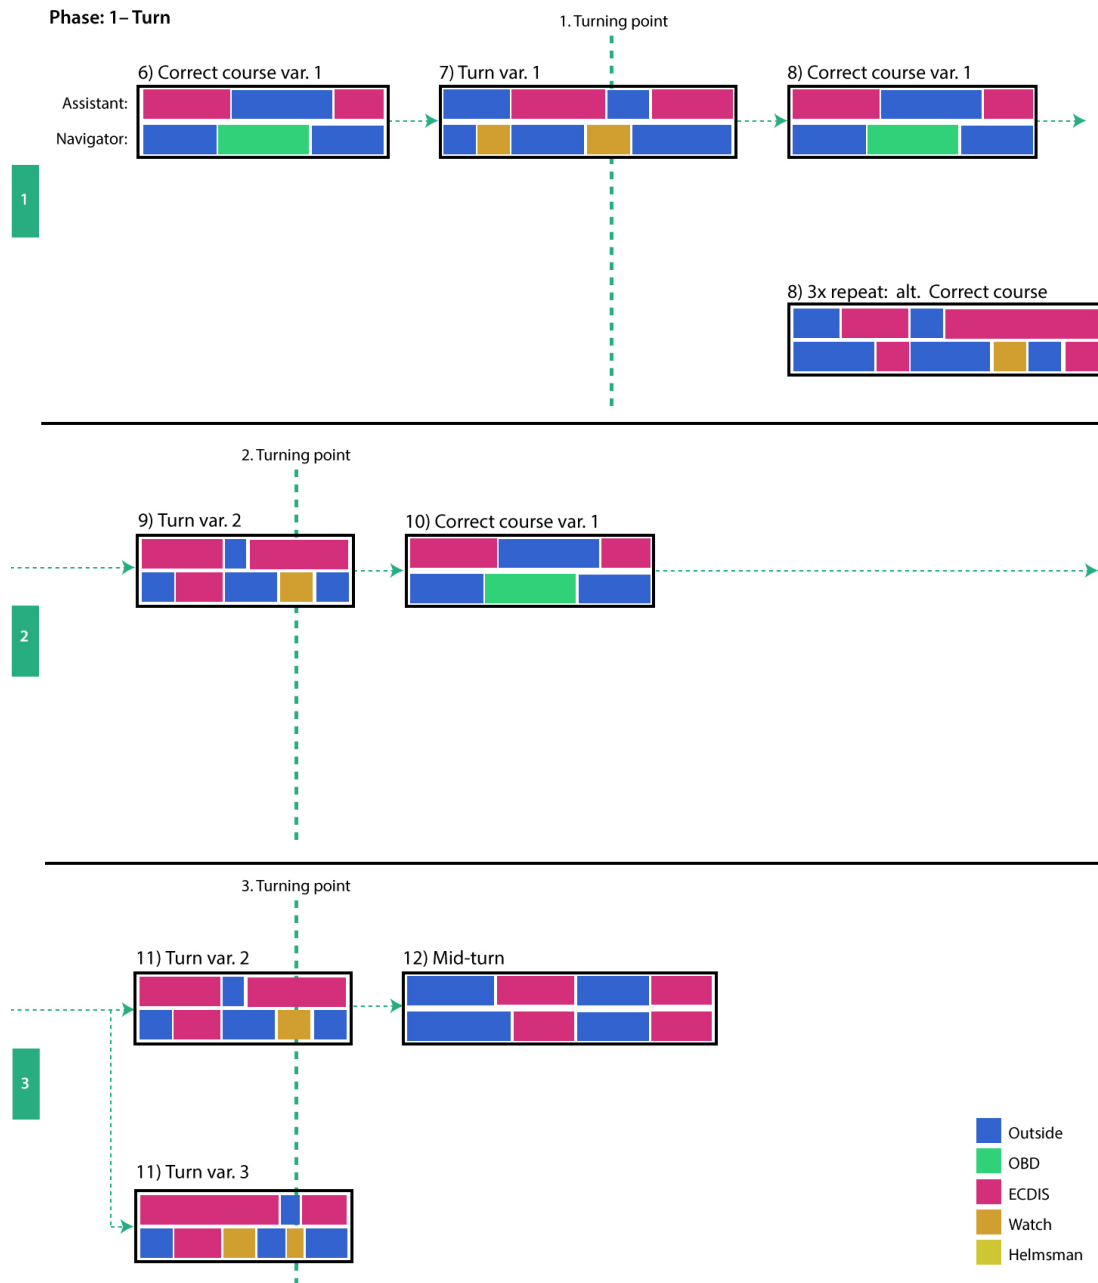 Phase: 1– Turn
1. Turning point
6) Correct course var. 1
7) Turn var. 1
8) Correct course var. 1
Assistant:
Navigator:
1
8) 3x repeat:  alt.  Correct course
2. Turning point
9) Turn var. 2
10) Correct course var. 1
2
3. Turning point
11) Turn var. 2
12) Mid-turn
3
11) Turn var. 3
Outside
OBD
ECDIS
Watch
Helmsman